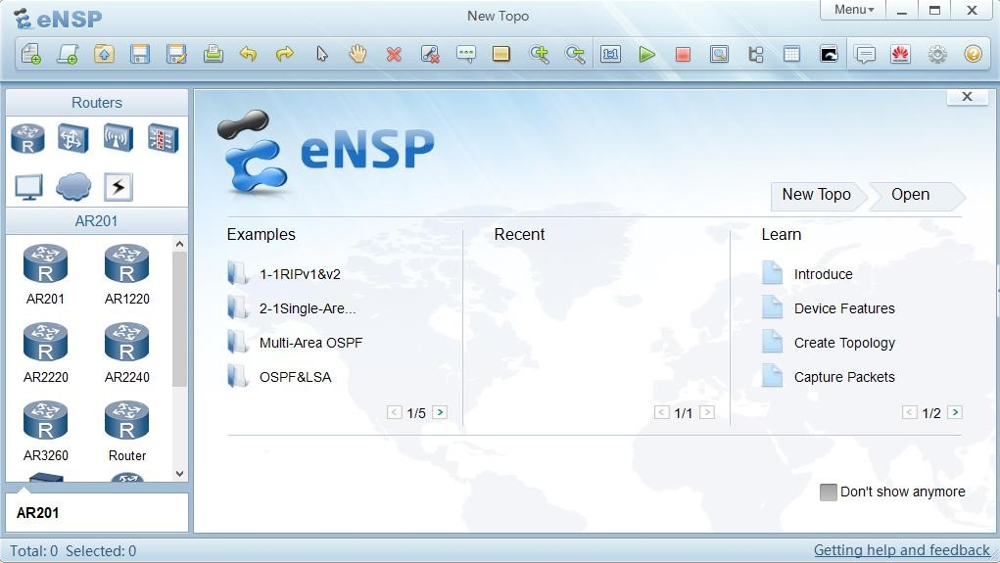 eNSP
New Topo
Menu
1:1
Routers
R
AR201
R R
AR201 AR1220
R R
AR2220 AR2240
R R
AR3260 Router
AR201
eNSP
New Topo Open
Examples
1-1RIPv1&v2
2-1Single-Are...
Multi-Area OSPF
OSPF&LSA
< 1/5 >
Recent
< 1/1 >
Learn
Introduce
Device Features
Create Topology
Capture Packets
< 1/2 >
Don't show anymore
Total: 0 Selected: 0
Getting help and feedback